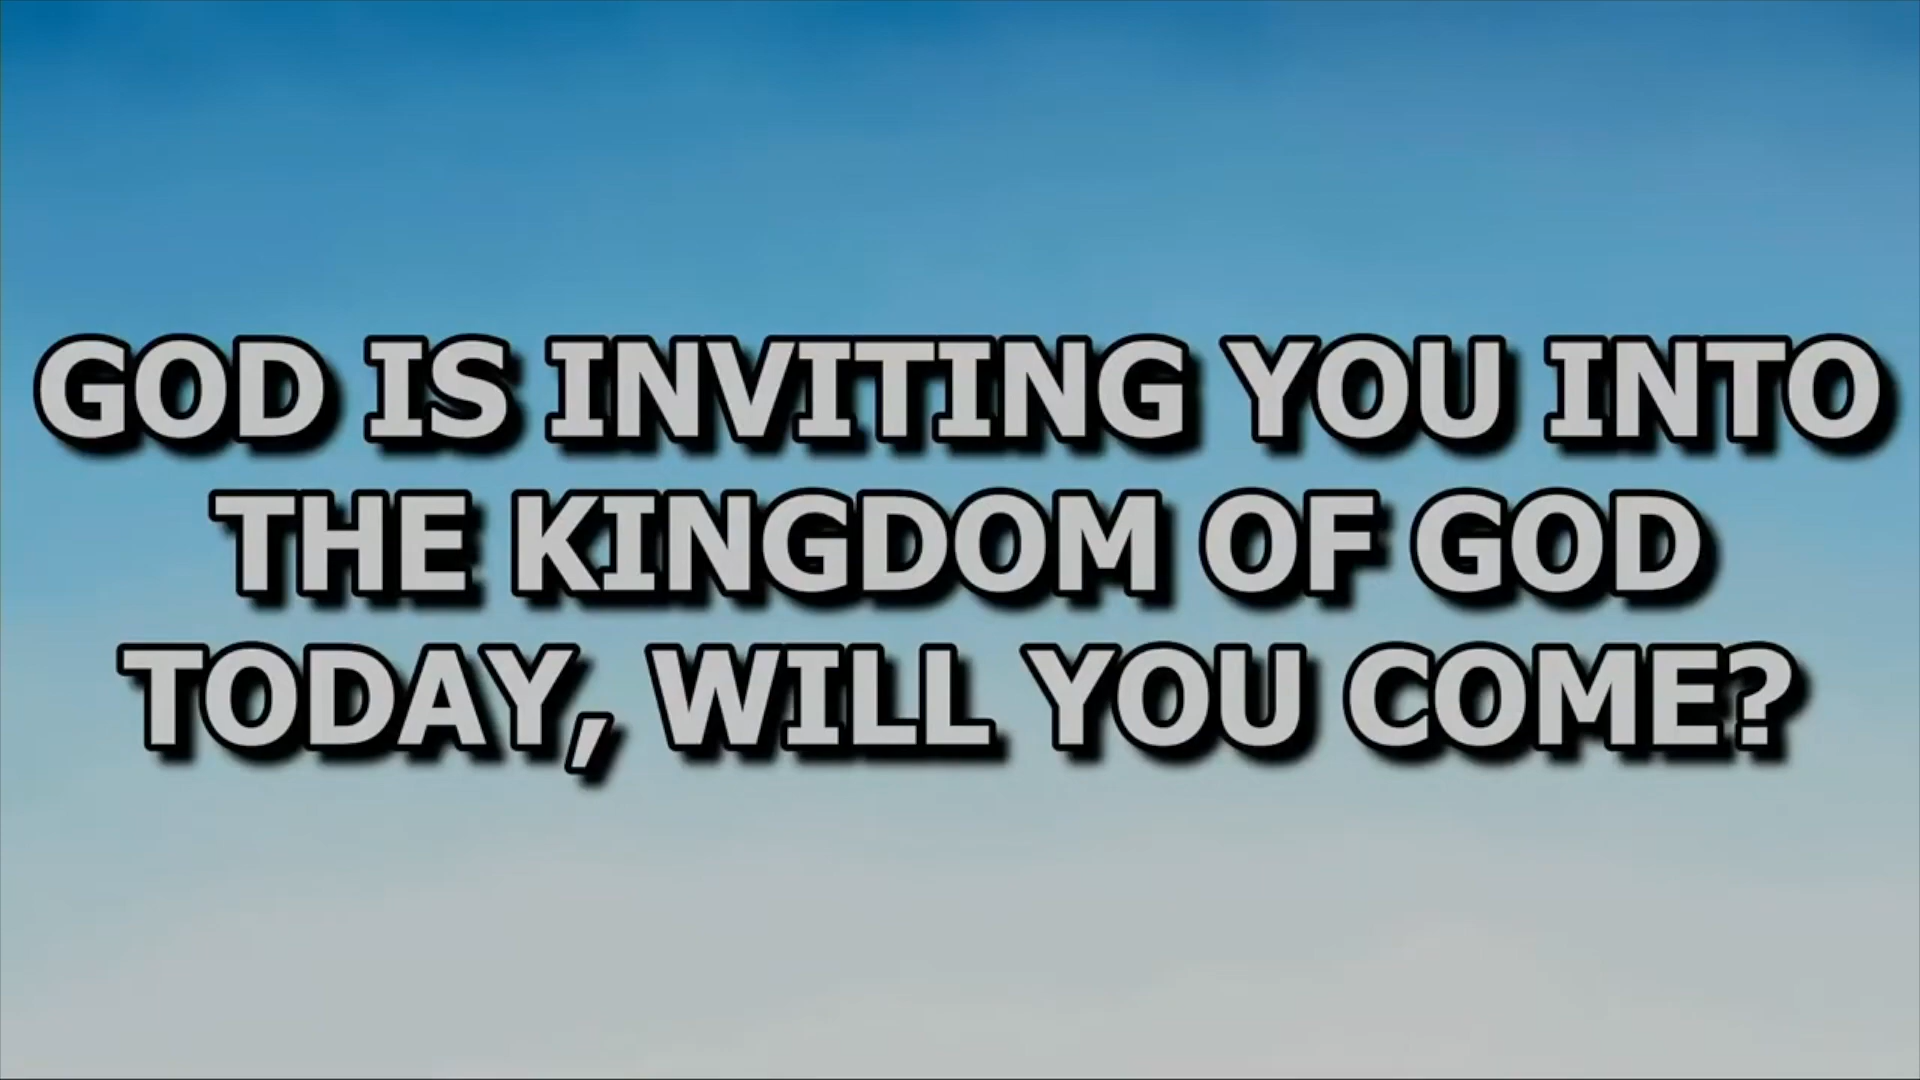 GOD IS INVITING YOU INTO
THE KINGDOM OF GOD
TODAY, WILL YOU COME?